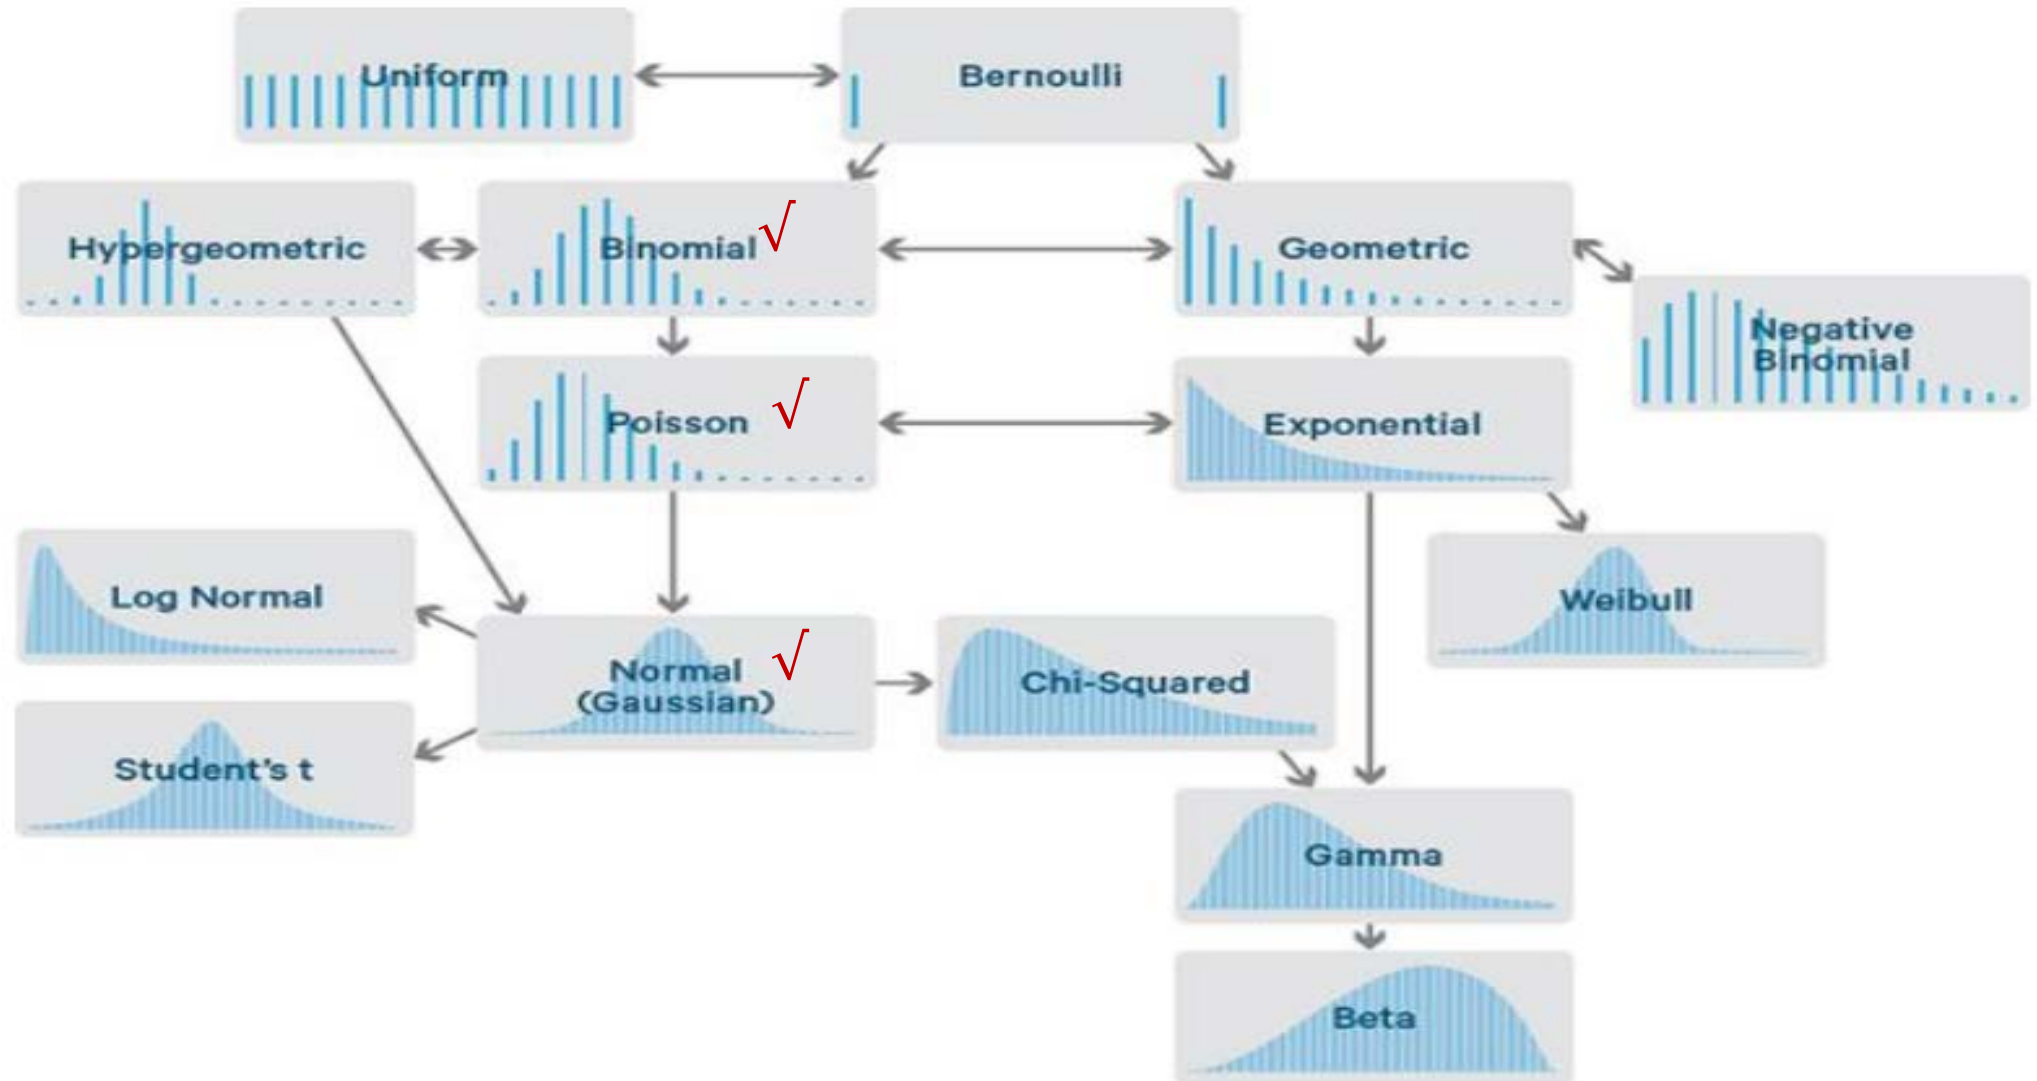 Uniform
Bernoulli
Hypergeometric
Binomial √
Geometric
Negative
Binomial
Poisson √
Exponential
Log Normal
Weibull
Normal √
(Gaussian)
Chi-Squared
Student's t
Gamma
Beta